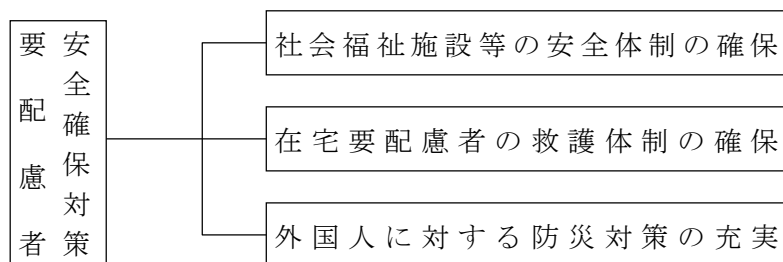 要配慮者
安全確保対策
社会福祉施設等の安全体制の確保
在宅要配慮者の救護体制の確保
外国人に対する防災対策の充実